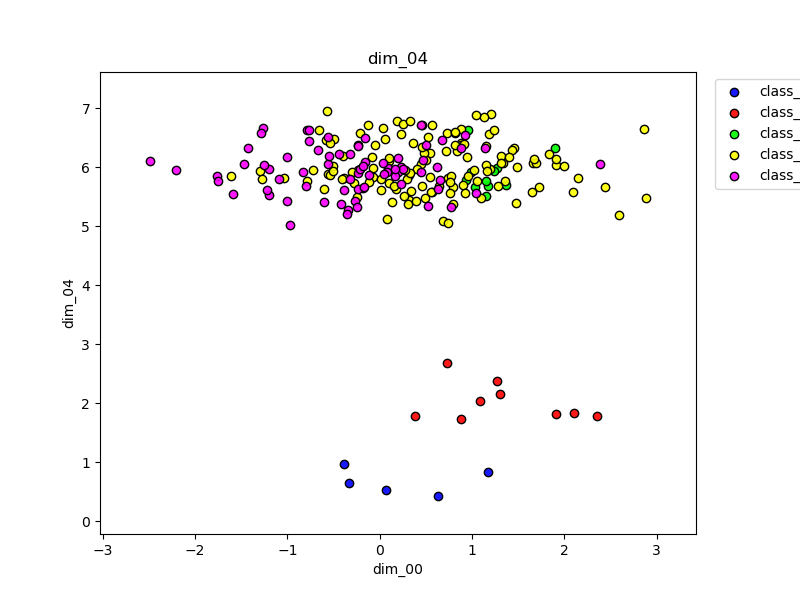 dim_04
class_
class_
class_
class_
class_
7
6
5
4
3
2
1
0
dim_04
−3 −2 −1 0 1 2 3
dim_00